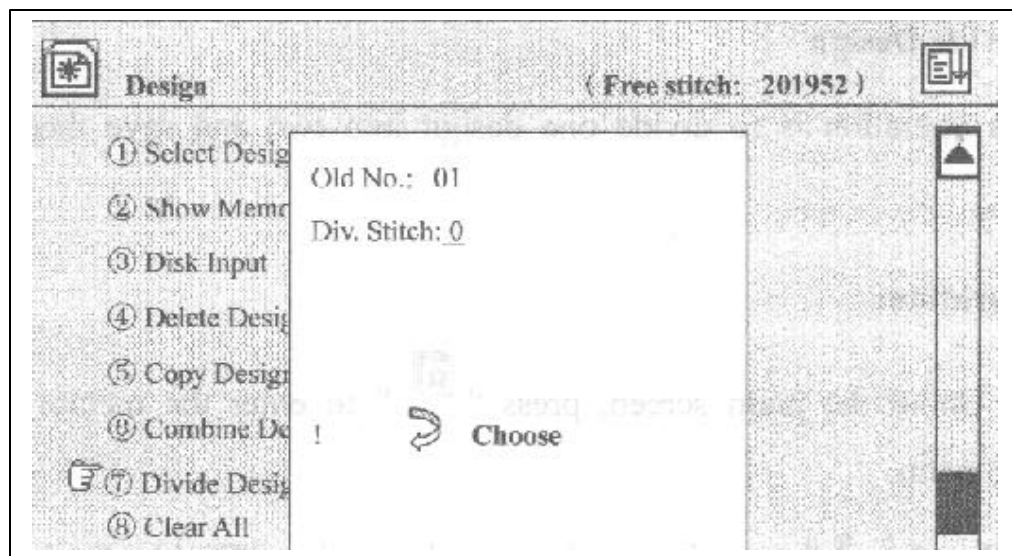 Design (Free stitch: 201952)
① Select Desig
② Show Memo
③ Disk Input
④ Delete Desig
⑤ Copy Design
⑥ Combine De
⑦ Divide Desig
⑧ Clear All
Old No.: 01
Div. Stitch: 0
! Choose